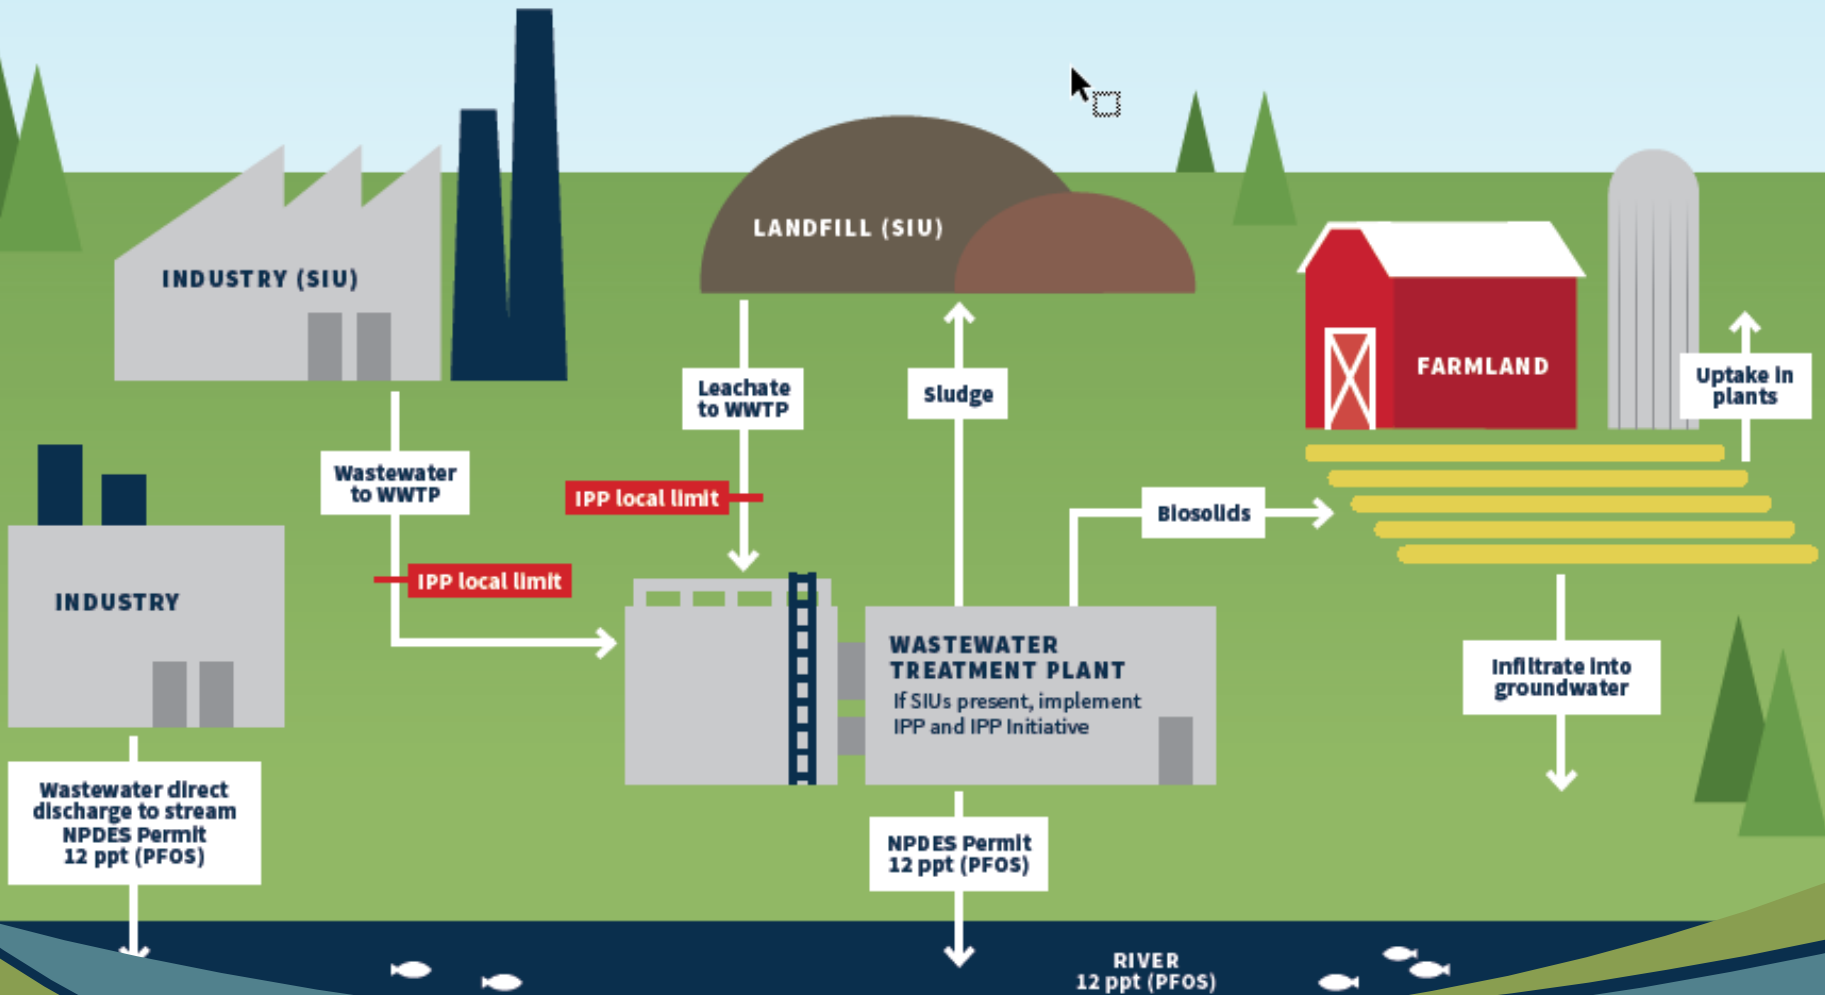 LANDFILL (SIU)
INDUSTRY (SIU)
FARMLAND
Uptake in
plants
Leachate
to WWTP
Sludge
Wastewater
to WWTP
IPP local limit
Biosolids
IPP local limit
INDUSTRY
WASTEWATER
TREATMENT PLANT
If SIUs present, implement
IPP and IPP Initiative
Infiltrate into
groundwater
Wastewater direct
discharge to stream
NPDES Permit
12 ppt (PFOS)
NPDES Permit
12 ppt (PFOS)
RIVER
12 ppt (PFOS)